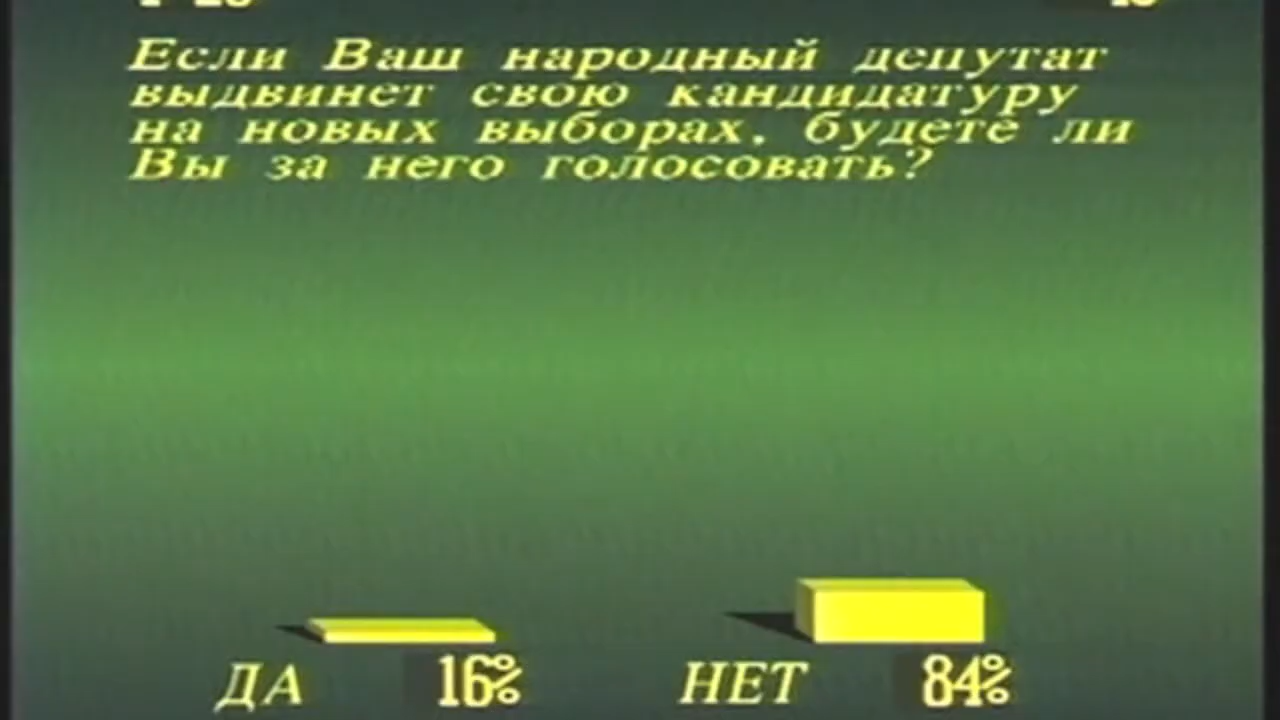 Если Ваш народный депутат
выдвинет свою кандидатуру
на новых выборах, будете ли
Вы за него голосовать?
ДА 16% НЕТ 84%